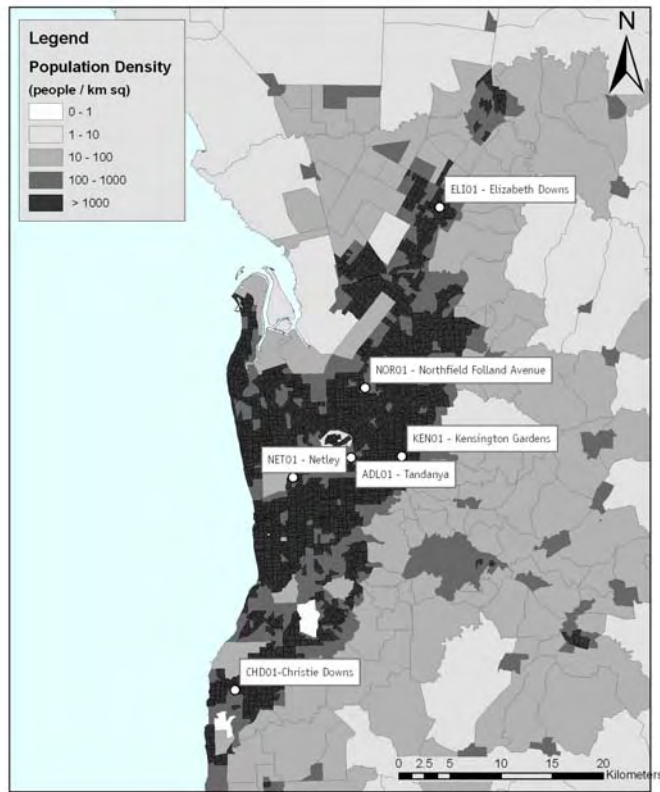 Legend
Population Density
(people / km sq)
0 - 1
1 - 10
10 - 100
100 - 1000
> 1000
N
ELI01 - Elizabeth Downs
NOR01 - Northfield Folland Avenue
KEN01 - Kensington Gardens
NET01 - Netley
ADL01 - Tandanya
CHD01-Christie Downs
0 2.5 5 10 15 20
Kilometers